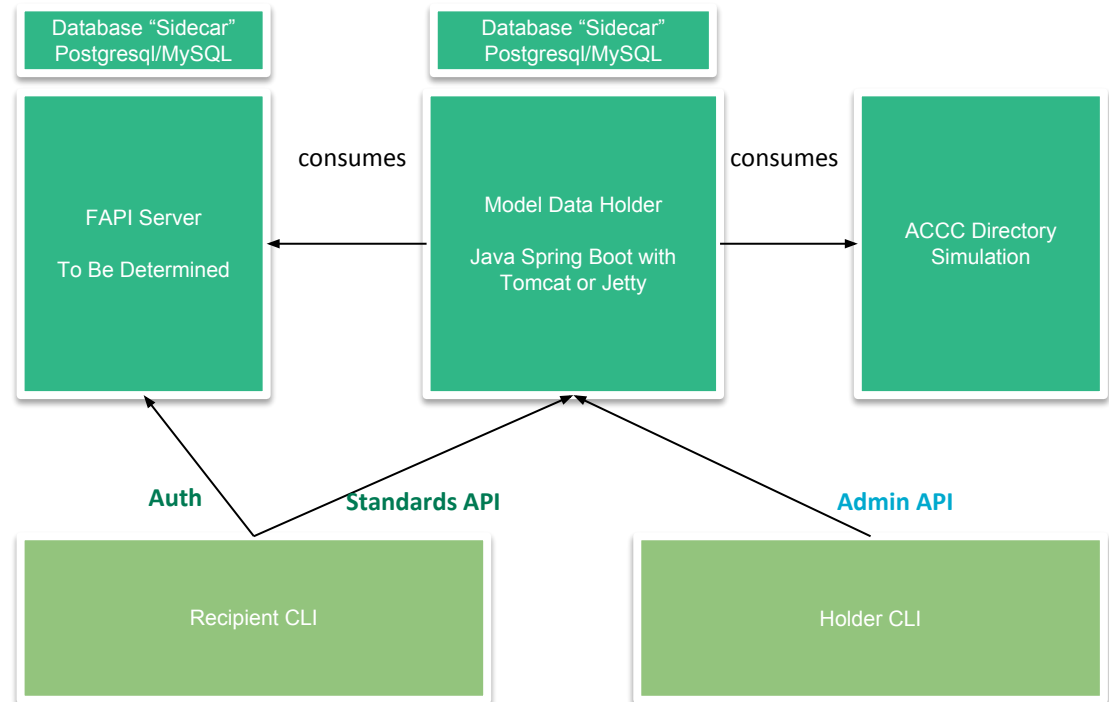 Database “Sidecar”
Postgresql/MySQL
Database “Sidecar”
Postgresql/MySQL
FAPI Server
To Be Determined
consumes
Model Data Holder
Java Spring Boot with
Tomcat or Jetty
consumes
ACCC Directory
Simulation
Auth
Standards API
Admin API
Recipient CLI
Holder CLI